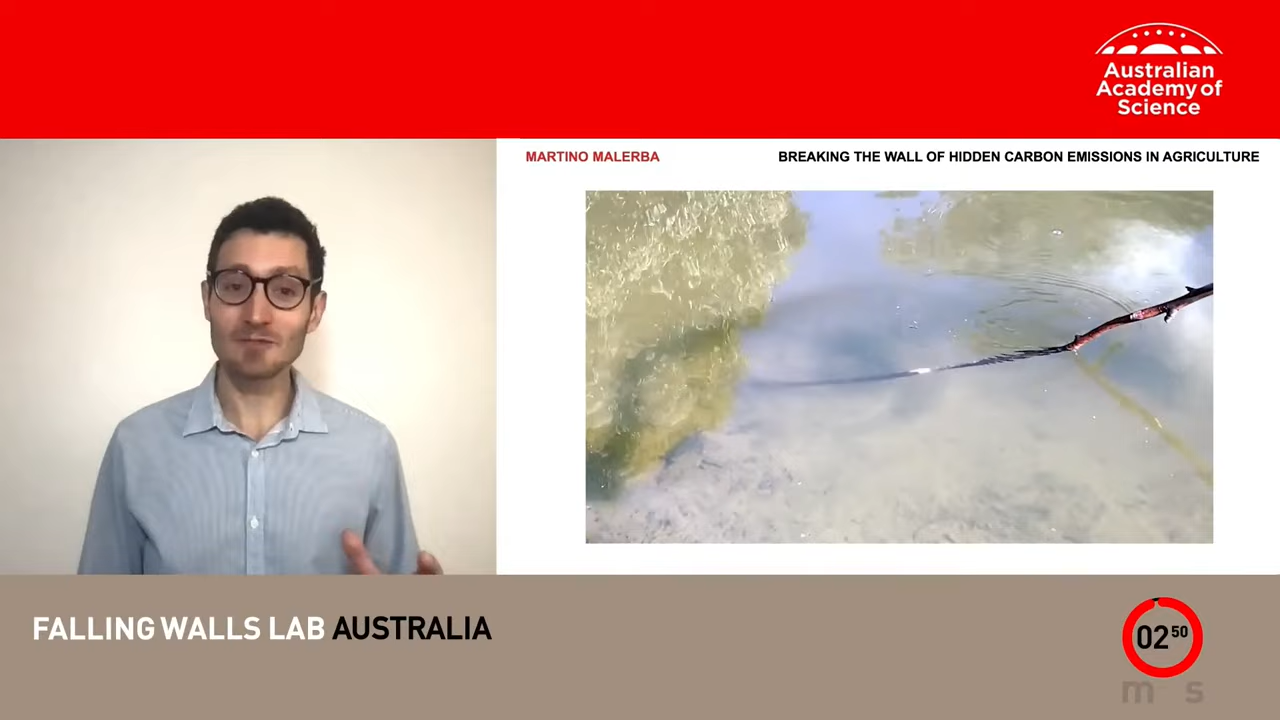 Australian
Academy of
Science
MARTINO MALERBA
BREAKING THE WALL OF HIDDEN CARBON EMISSIONS IN AGRICULTURE
FALLING WALLS LAB AUSTRALIA
02 50
m s